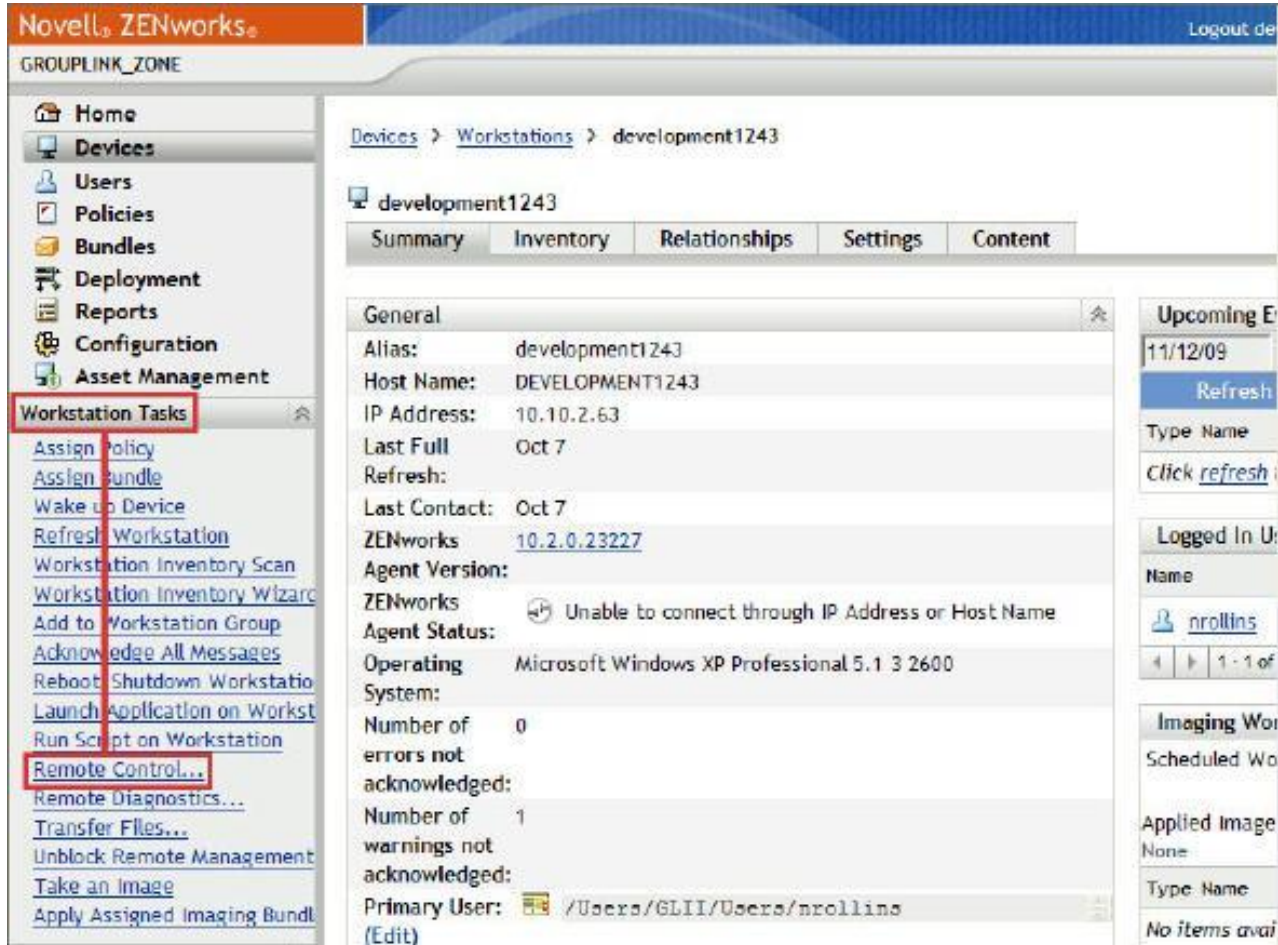 Novell® ZENworks®
Logout de
GROUPLINK_ZONE
Home
Devices
Users
Policies
Bundles
Deployment
Reports
Configuration
Asset Management
Workstation Tasks
Assign Policy
Assign Bundle
Wake up Device
Refresh Workstation
Workstation Inventory Scan
Workstation Inventory Wizard
Add to Workstation Group
Acknowledge All Messages
Reboot/Shutdown Workstatio
Launch Application on Workst
Run Script on Workstation
Remote Control...
Remote Diagnostics...
Transfer Files...
Unblock Remote Management
Take an Image
Apply Assigned Imaging Bundl
Devices > Workstations > development1243
development1243
Summary Inventory Relationships Settings Content
General
Alias: development1243
Host Name: DEVELOPMENT1243
IP Address: 10.10.2.63
Last Full Oct 7
Refresh:
Last Contact: Oct 7
ZENworks 10.2.0.23227
Agent Version:
ZENworks Unable to connect through IP Address or Host Name
Agent Status:
Operating Microsoft Windows XP Professional 5.1 3 2600
System:
Number of 0
errors not
acknowledged:
Number of 1
warnings not
acknowledged:
Primary User: /Users/GLII/Users/nrollins
(Edit)
Upcoming E
11/12/09
Refresh
Type Name
Click refresh
Logged In Us
Name
nrollins
1 - 1 of
Imaging Wor
Scheduled Wo
Applied Image
None
Type Name
No items avai